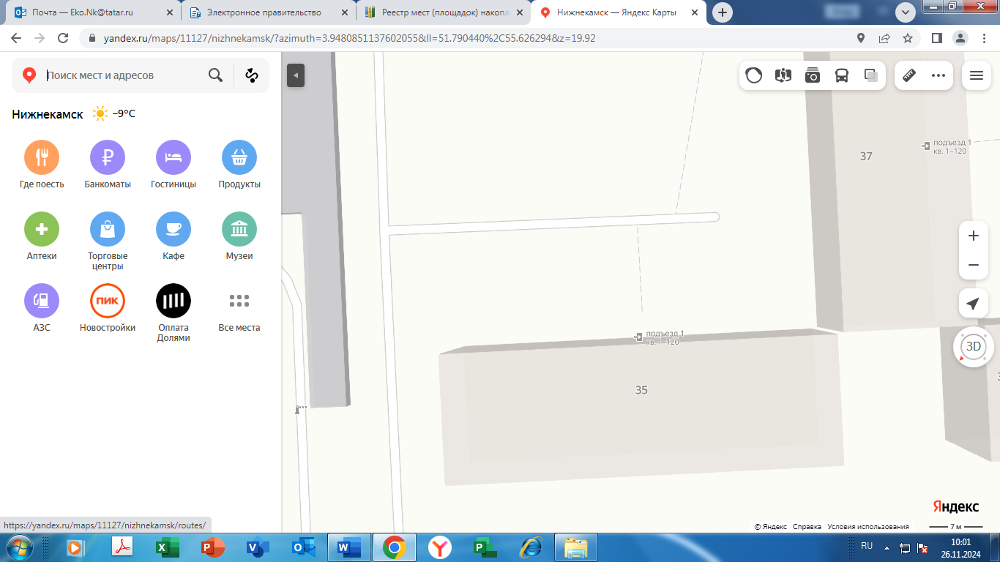 Почта — Eko.Nk@tatar.ru
Электронное правительство
Реестр мест (площадок) накопл
Нижнекамск — Яндекс Карты
yandex.ru/maps/11127/nizhnekamsk/?azimuth=3.9480851137602055&ll=51.790440%2C55.626294&z=19.92
Поиск мест и адресов
Нижнекамск
–9°C
Где поесть
Банкоматы
Гостиницы
Продукты
Аптеки
Торговые центры
Кафе
Музеи
АЗС
ПИК
Новостройки
Оплата Долями
Все места
37
подъезд 1
кв. 1–120
подъезд 1
кв. 1–120
35
3D
Яндекс
© Яндекс Справка Условия использования
7 м
https://yandex.ru/maps/11127/nizhnekamsk/routes/
RU
10:01
26.11.2024